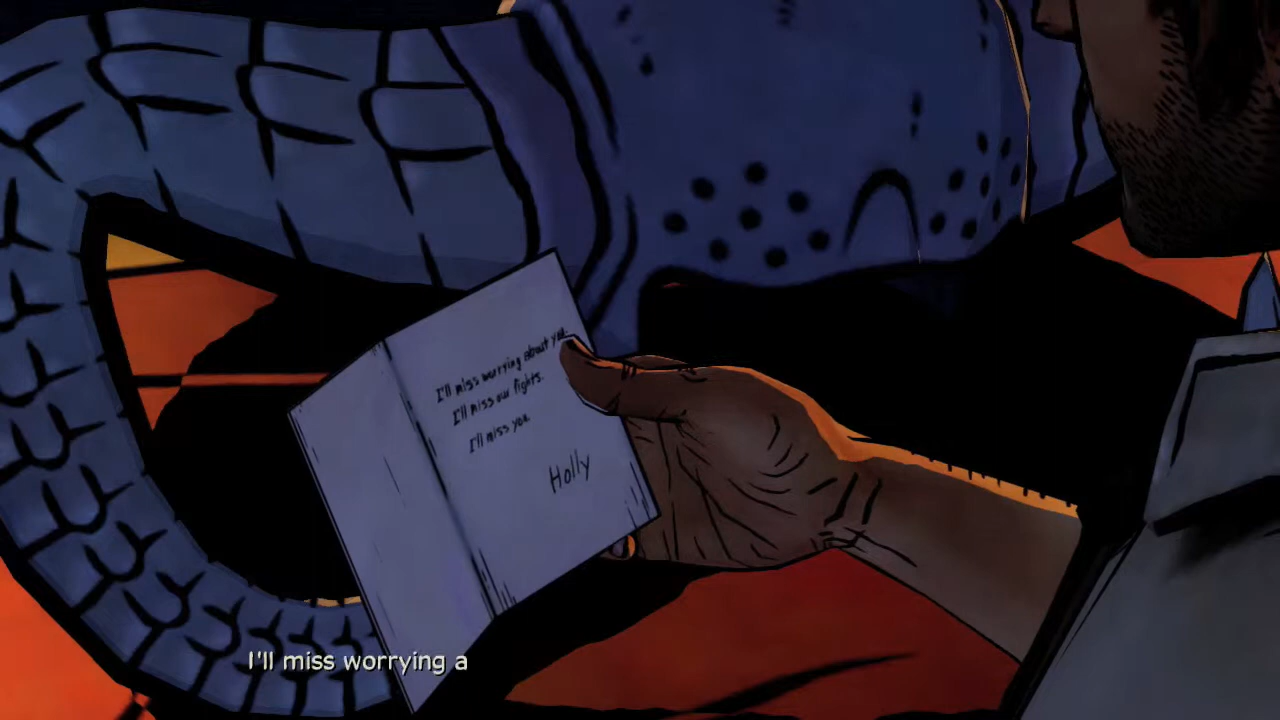 I'll miss worrying about you.
I'll miss our fights.
I'll miss you.
Holly
I'll miss worrying a